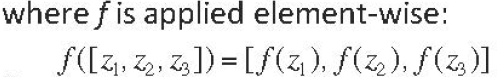 where f is applied element-wise:
f([z₁, z₂, z₃]) = [f(z₁), f(z₂), f(z₃)]